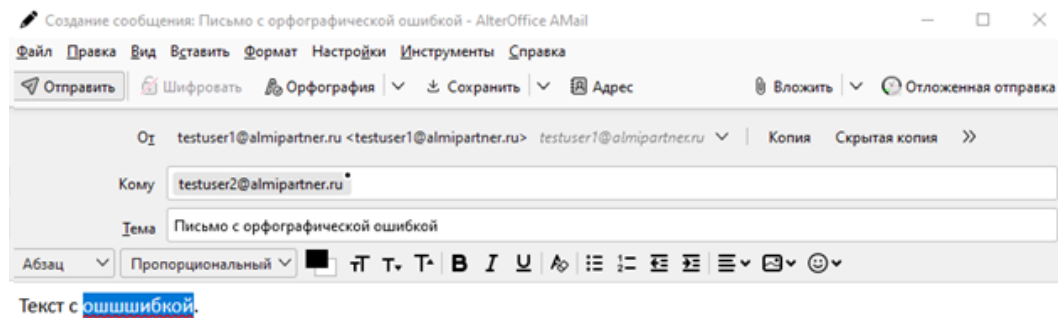 Создание сообщения: Письмо с орфографической ошибкой - AlterOffice AMail
Файл Правка Вид Вставить Формат Настройки Инструменты Справка
Отправить Шифровать Орфография Сохранить Адрес Вложить Отложенная отправка
От testuser1@almipartner.ru <testuser1@almipartner.ru> testuser1@almipartner.ru Копия Скрытая копия
Кому testuser2@almipartner.ru
Тема Письмо с орфографической ошибкой
Абзац Пропорциональный
Текст с ошшшибкой.